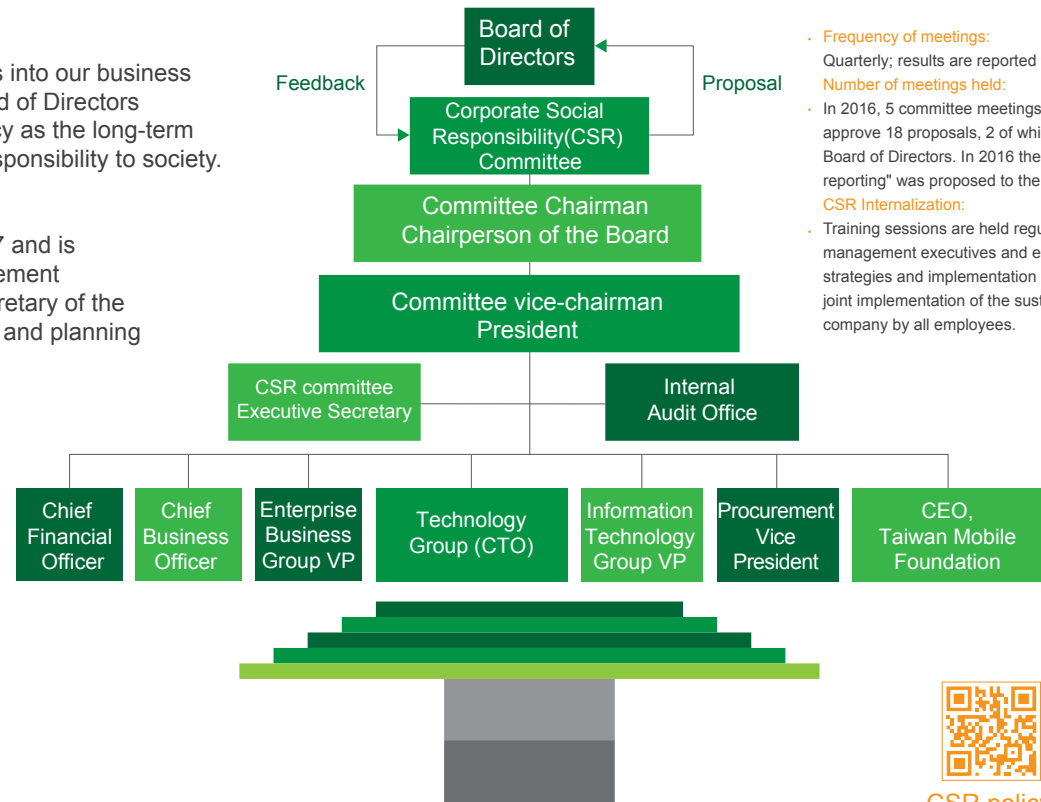 s into our business
d of Directors
cy as the long-term
sponsibility to society.
7 and is
ement
retary of the
and planning
Board of
Directors
Feedback
Proposal
Corporate Social
Responsibility(CSR)
Committee
Committee Chairman
Chairperson of the Board
Committee vice-chairman
President
CSR committee
Executive Secretary
Internal
Audit Office
Chief
Financial
Officer
Chief
Business
Officer
Enterprise
Business
Group VP
Technology
Group (CTO)
Information
Technology
Group VP
Procurement
Vice
President
CEO,
Taiwan Mobile
Foundation
· Frequency of meetings:
Quarterly; results are reported
Number of meetings held:
· In 2016, 5 committee meetings
approve 18 proposals, 2 of whi
Board of Directors. In 2016 the
reporting" was proposed to the
CSR Internalization:
· Training sessions are held regu
management executives and e
strategies and implementation
joint implementation of the sust
company by all employees.
CSR policy